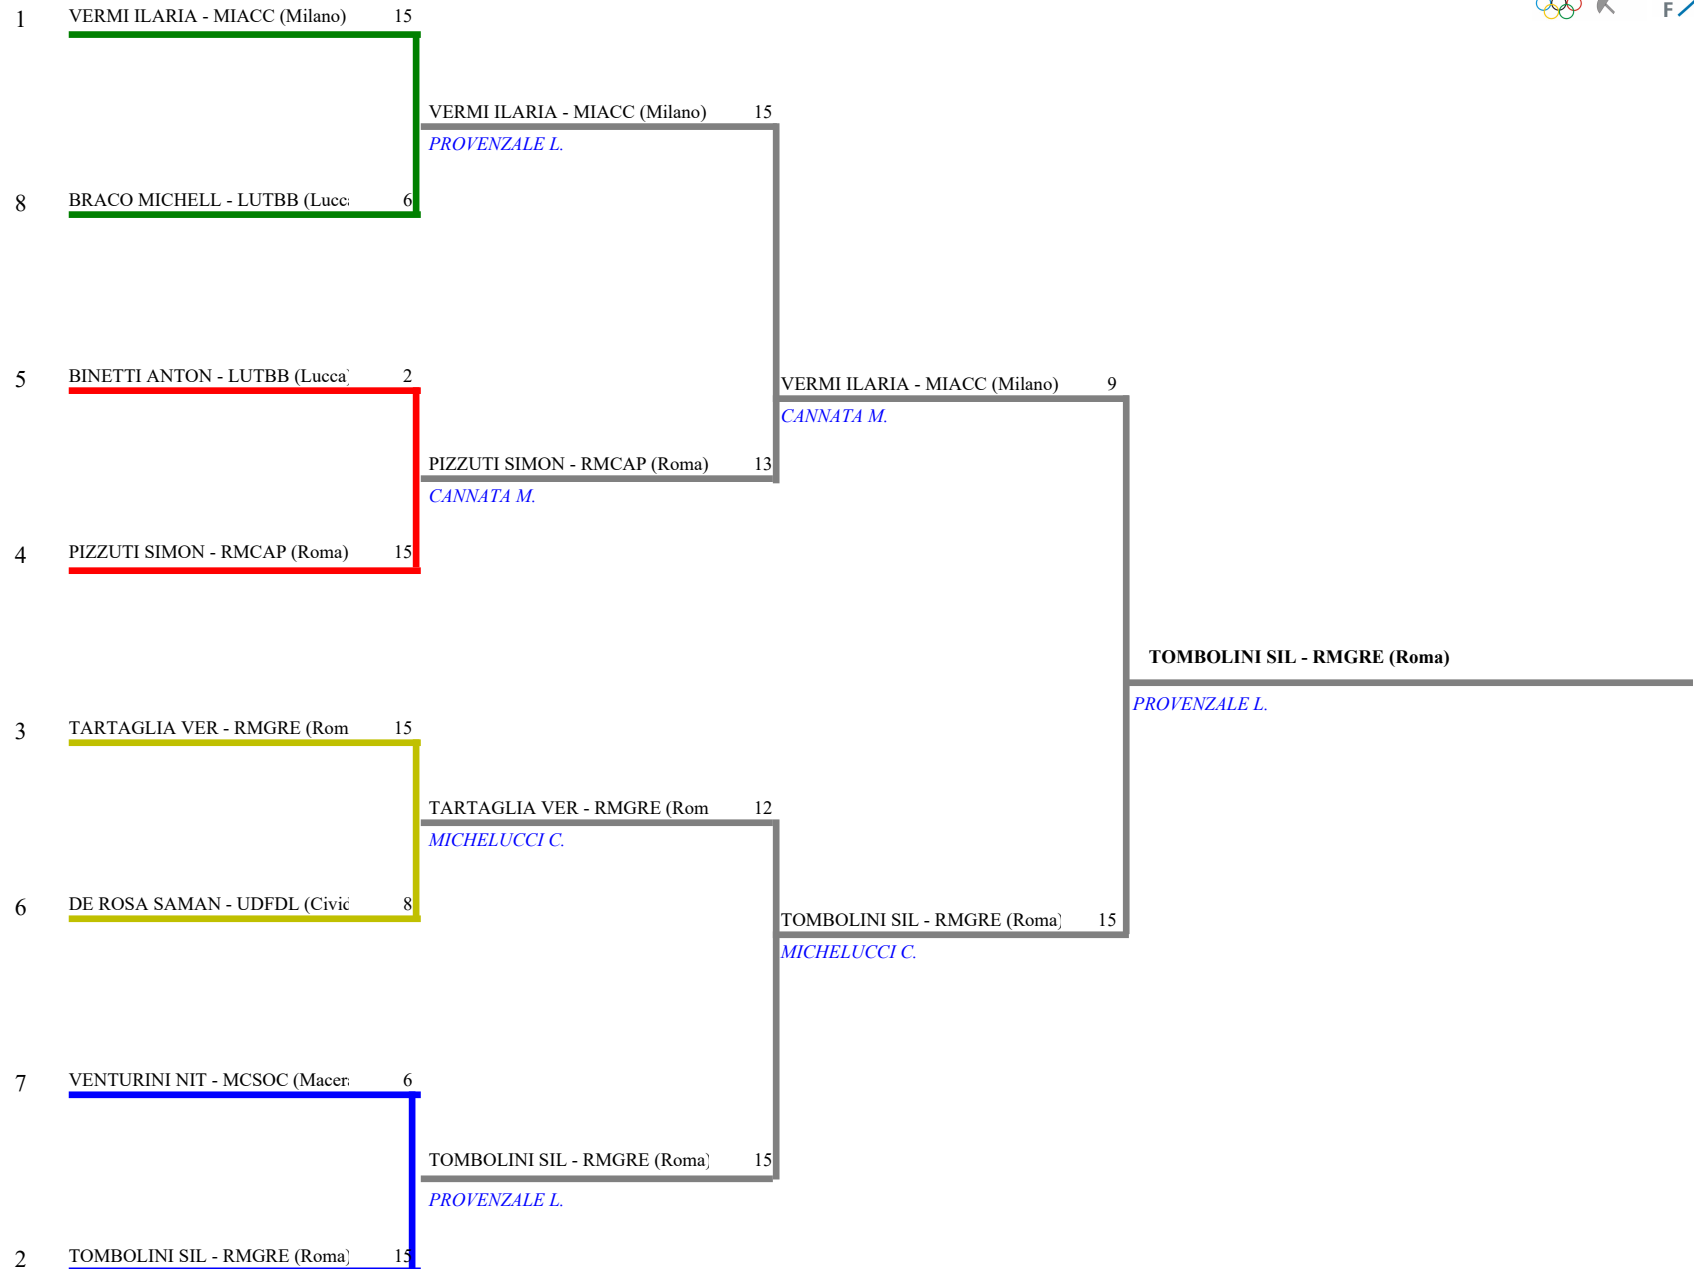 1 VERMI ILARIA - MIACC (Milano) 15
VERMI ILARIA - MIACC (Milano) 15
PROVENZALE L.
8 BRACO MICHELL - LUTBB (Lucca 6
5 BINETTI ANTON - LUTBB (Lucca) 2
VERMI ILARIA - MIACC (Milano) 9
CANNATA M.
PIZZUTI SIMON - RMCAP (Roma) 13
CANNATA M.
4 PIZZUTI SIMON - RMCAP (Roma) 15
TOMBOLINI SIL - RMGRE (Roma)
PROVENZALE L.
3 TARTAGLIA VER - RMGRE (Rom 15
TARTAGLIA VER - RMGRE (Rom 12
MICHELUCCI C.
6 DE ROSA SAMAN - UDFDL (Civid 8
TOMBOLINI SIL - RMGRE (Roma) 15
MICHELUCCI C.
7 VENTURINI NIT - MCSOC (Macera 6
TOMBOLINI SIL - RMGRE (Roma) 15
PROVENZALE L.
2 TOMBOLINI SIL - RMGRE (Roma) 15
F